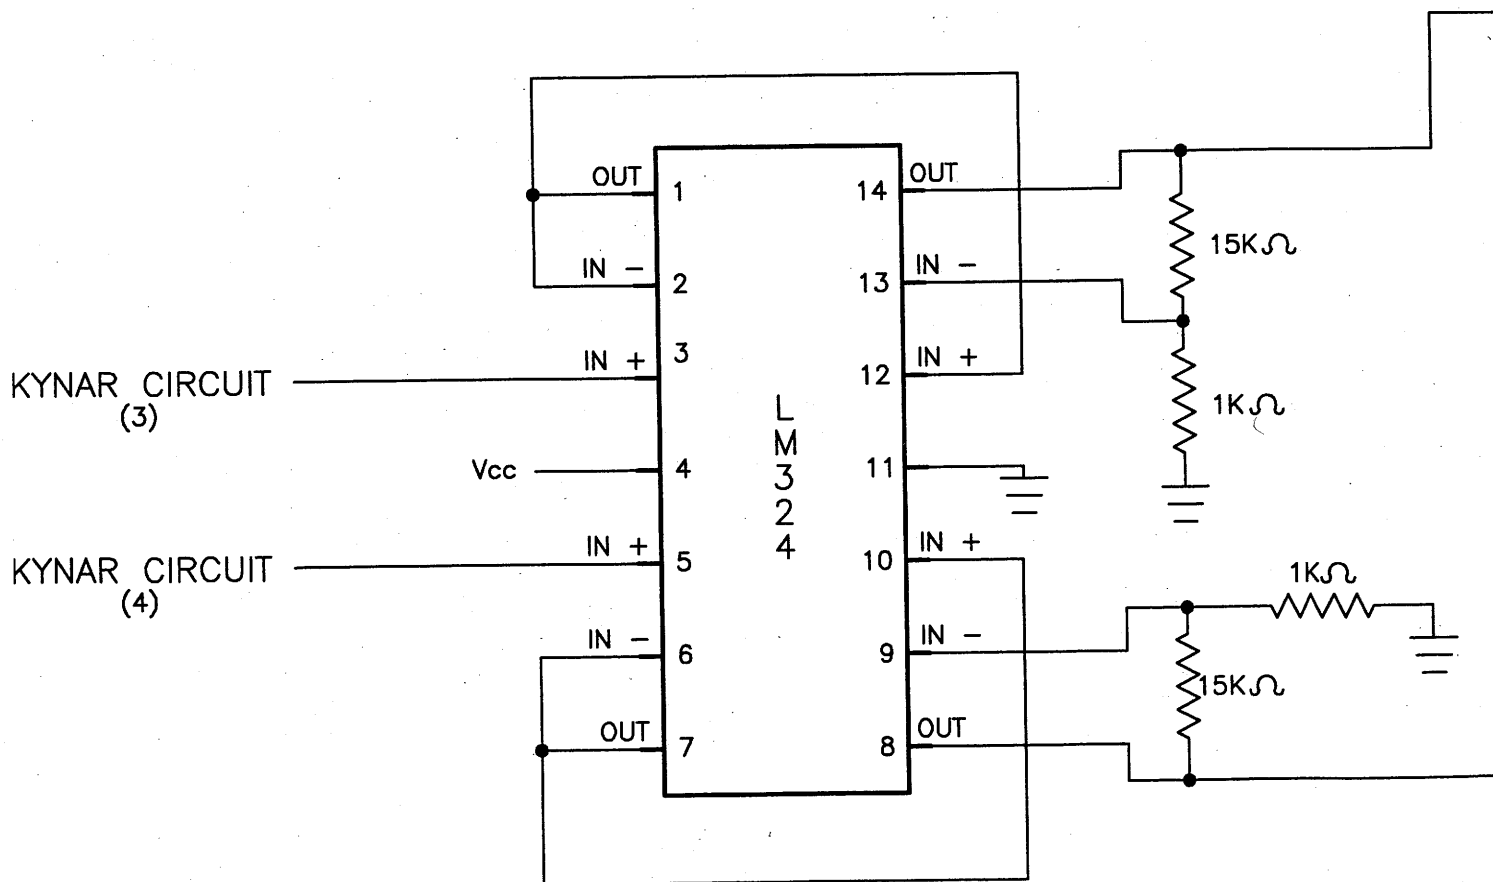 OUT 1 14 OUT
IN - 2 13 IN -
IN + 3 12 IN +
KYNAR CIRCUIT
(3)
Vcc 4 11
KYNAR CIRCUIT
(4)
IN + 5 10 IN +
IN - 6 9 IN -
OUT 7 8 OUT
L
M
3
2
4
15KΩ
1KΩ
1KΩ
15KΩ